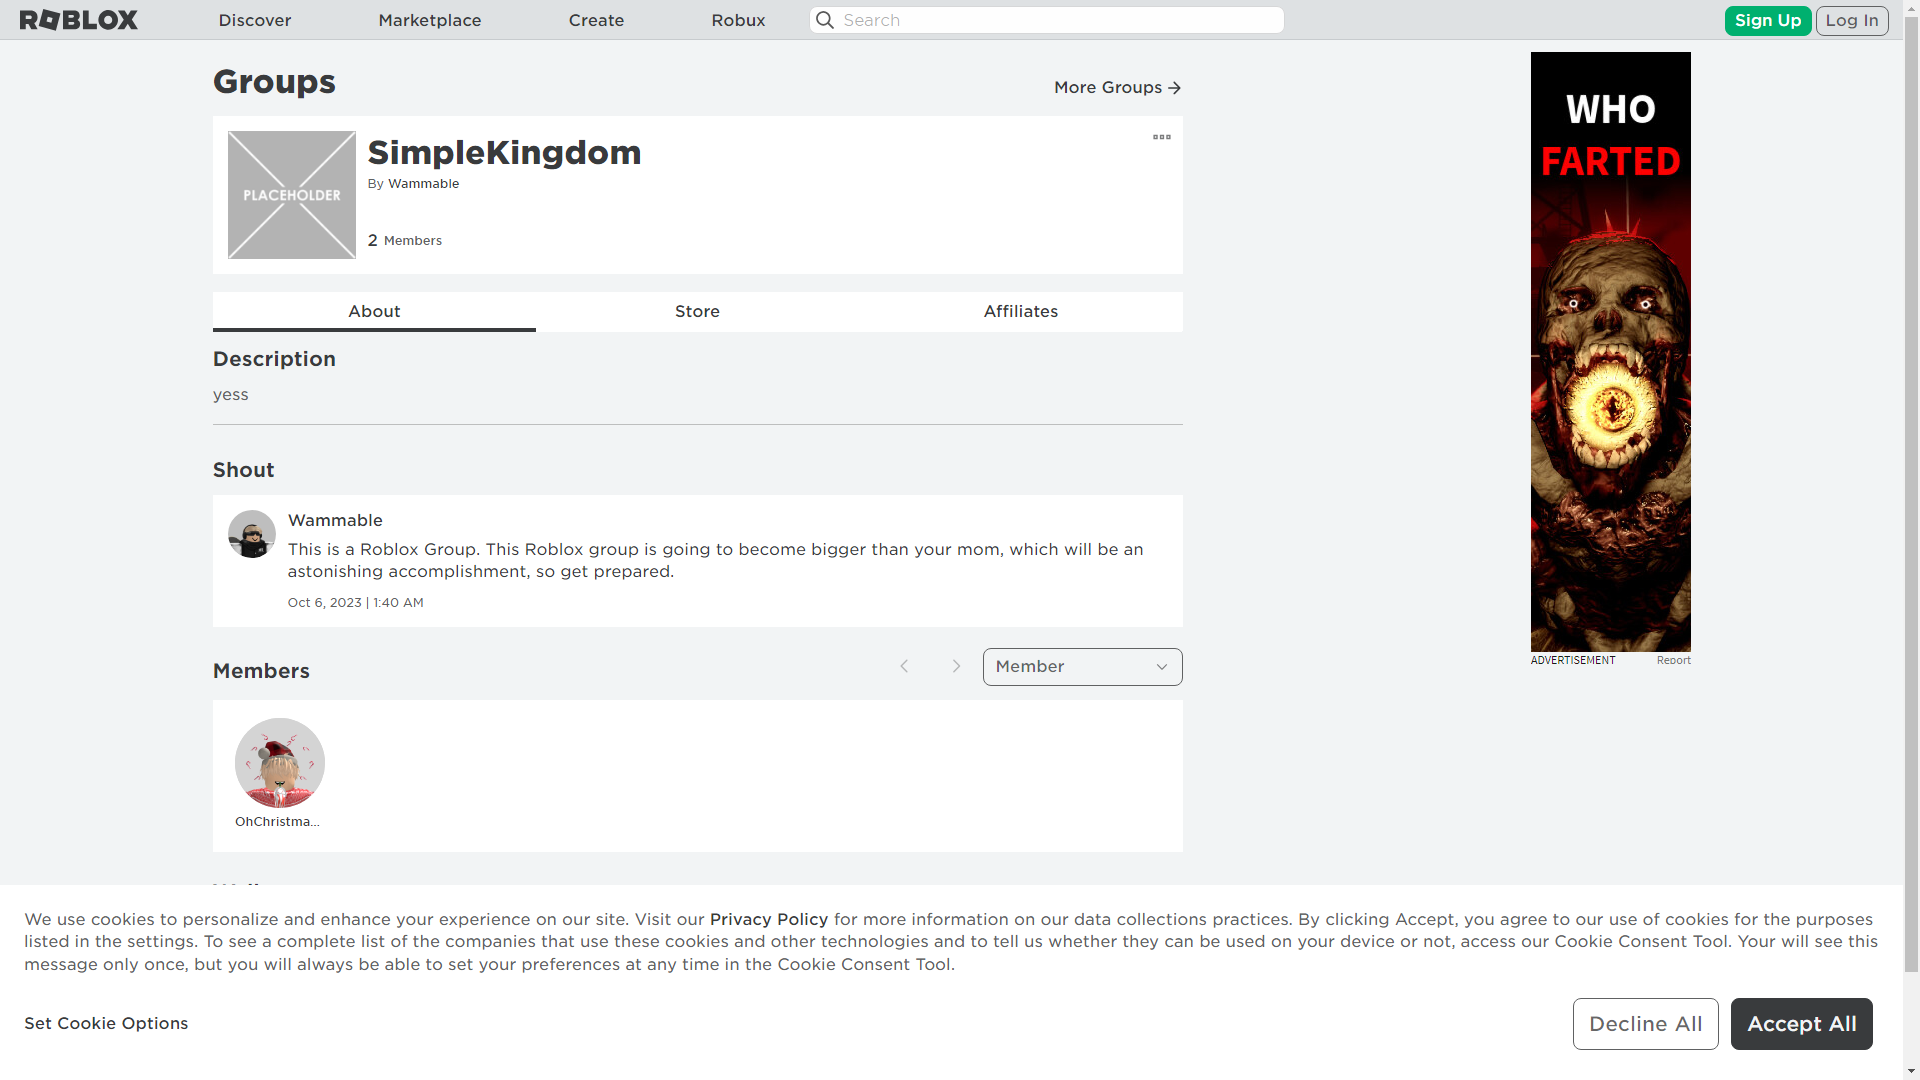 ROBLOX
Discover
Marketplace
Create
Robux
Search
Sign Up
Log In
Groups
More Groups
PLACEHOLDER
SimpleKingdom
By Wammable
2 Members
About
Store
Affiliates
Description
yess
Shout
Wammable
This is a Roblox Group. This Roblox group is going to become bigger than your mom, which will be an
astonishing accomplishment, so get prepared.
Oct 6, 2023 | 1:40 AM
Members
Member
OhChristma...
WHO
FARTED
ADVERTISEMENT
Report
We use cookies to personalize and enhance your experience on our site. Visit our Privacy Policy for more information on our data collections practices. By clicking Accept, you agree to our use of cookies for the purposes
listed in the settings. To see a complete list of the companies that use these cookies and other technologies and to tell us whether they can be used on your device or not, access our Cookie Consent Tool. Your will see this
message only once, but you will always be able to set your preferences at any time in the Cookie Consent Tool.
Set Cookie Options
Decline All
Accept All